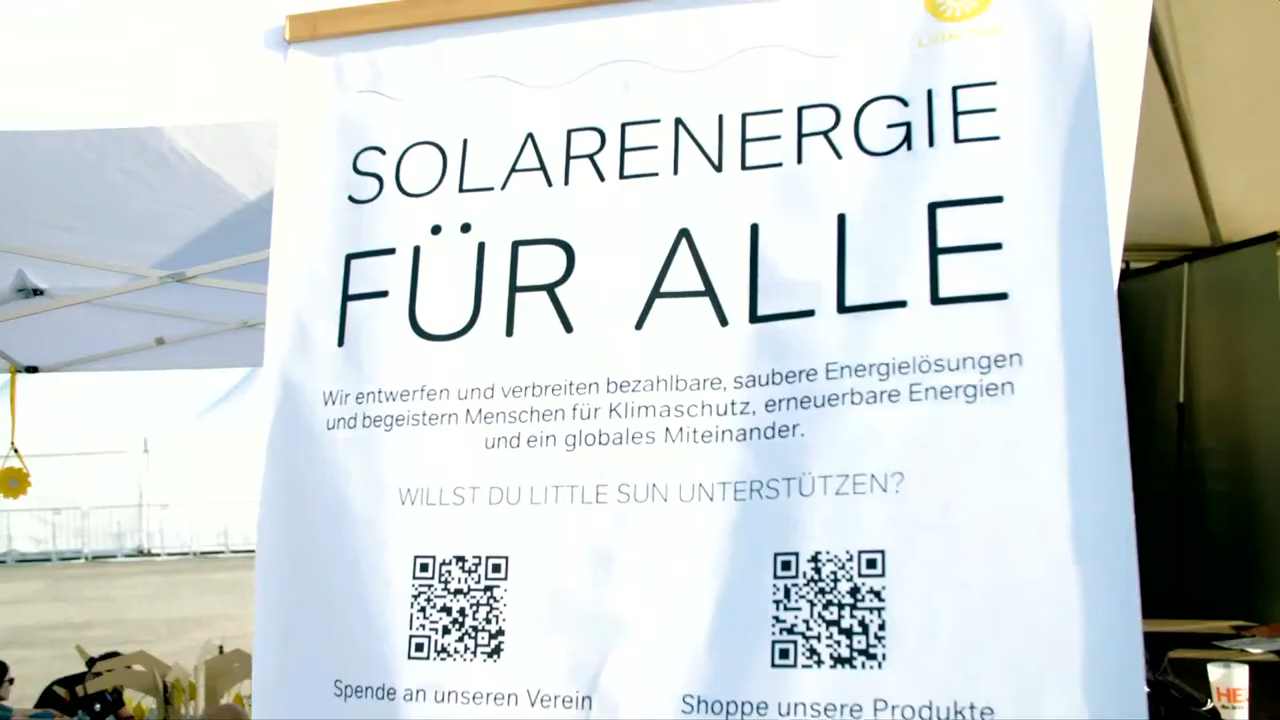 SOLARENERGIE
FÜR ALLE
Wir entwerfen und verbreiten bezahlbare, saubere Energielösungen
und begeistern Menschen für Klimaschutz, erneuerbare Energien
und ein globales Miteinander.
WILLST DU LITTLE SUN UNTERSTÜTZEN?
Spende an unseren Verein
Shoppe unsere Produkte
HE